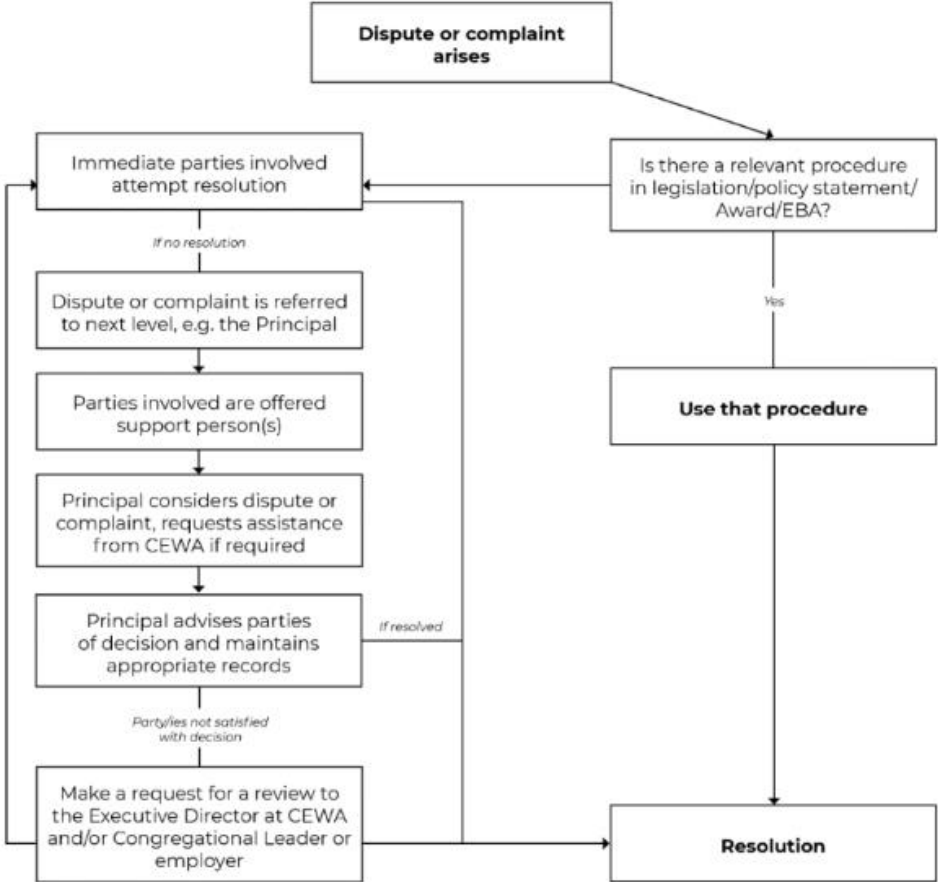 Dispute or complaint
arises
Is there a relevant procedure
in legislation/policy statement/
Award/EBA?
Immediate parties involved
attempt resolution
If no resolution
Dispute or complaint is referred
to next level, e.g. the Principal
Yes
Parties involved are offered
support person(s)
Use that procedure
Principal considers dispute or
complaint, requests assistance
from CEWA if required
Principal advises parties
of decision and maintains
appropriate records
If resolved
Party/ies not satisfied
with decision
Make a request for a review to
the Executive Director at CEWA
and/or Congregational Leader or
employer
Resolution